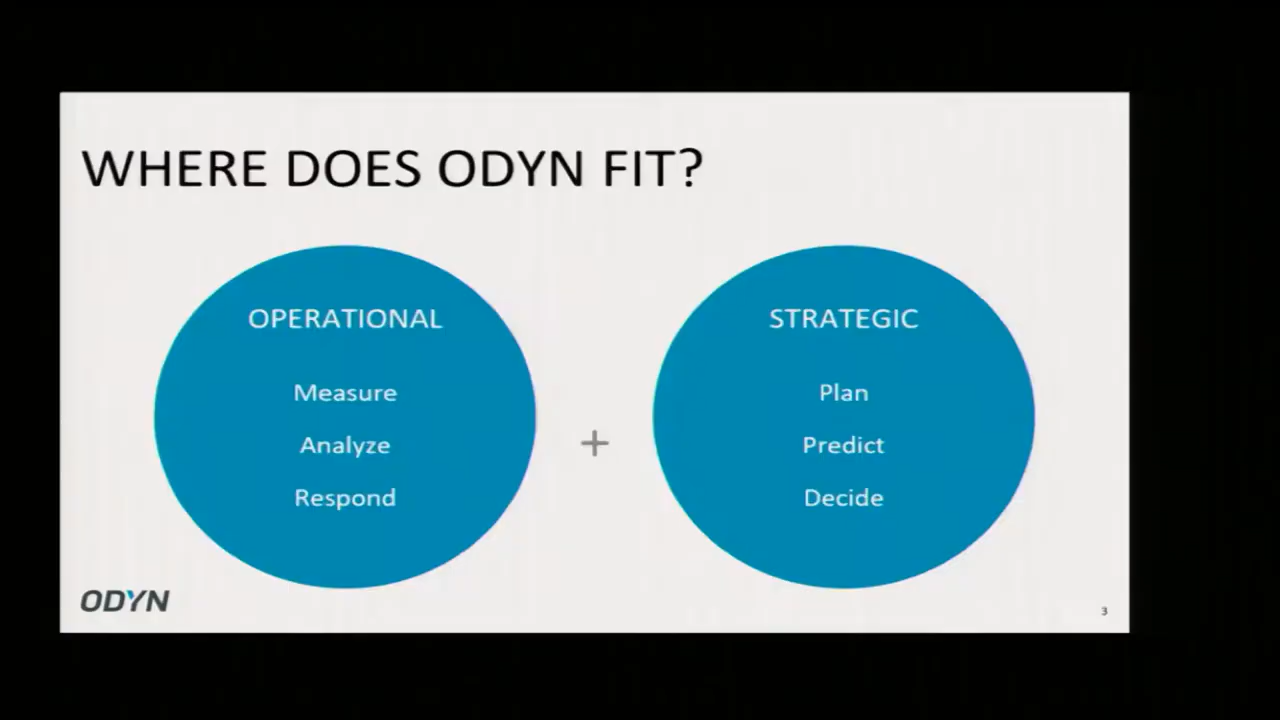 WHERE DOES ODYN FIT?
OPERATIONAL
Measure
Analyze
Respond
+
STRATEGIC
Plan
Predict
Decide
ODYN
3